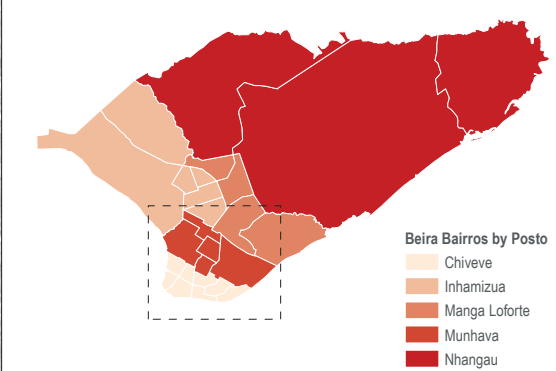 Beira Bairros by Posto
Chiveve
Inhamizua
Manga Loforte
Munhava
Nhangau